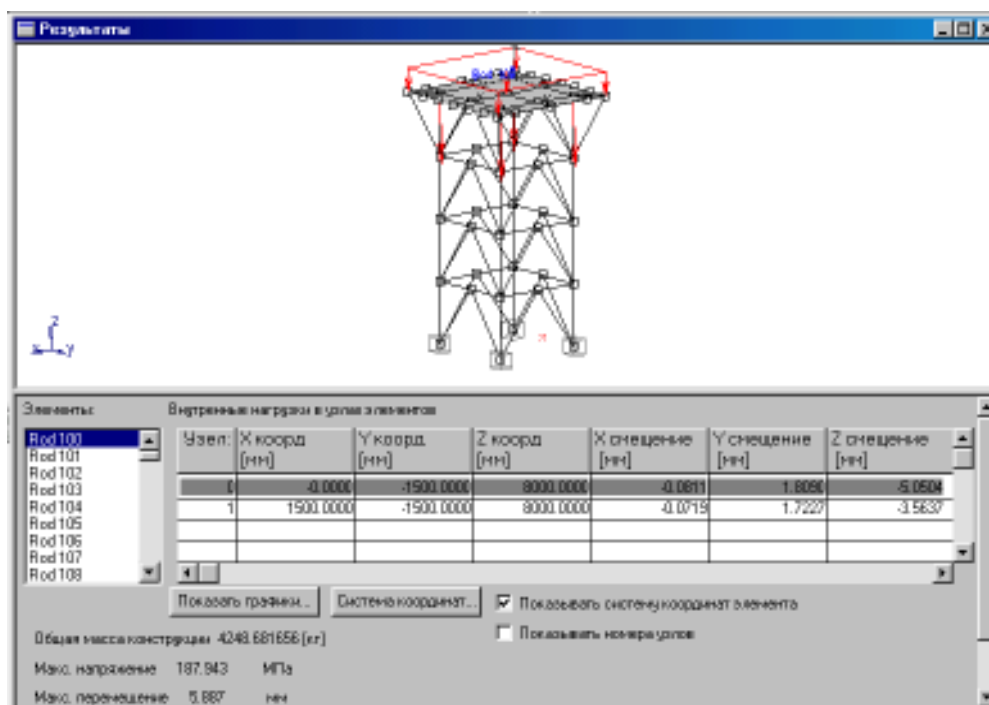 Результаты
Rod 100
z
x y
Элементы: Внутренние нагрузки в узлах элементов
Rod 100
Rod 101
Rod 102
Rod 103
Rod 104
Rod 105
Rod 106
Rod 107
Rod 108
Узел: X коорд. Y коорд. Z коорд. X смещение Y смещение Z смещение
[мм] [мм] [мм] [мм] [мм] [мм]
0 -0.0000 -1500.0000 8000.0000 -0.0811 1.8090 -5.0504
1 1500.0000 -1500.0000 8000.0000 -0.0719 1.7227 -3.5637
Показать графики... Система координат... Показывать систему координат элемента
Показывать номера узлов
Общая масса конструкции 4248.681656 [кг]
Макс. напряжение 187.943 МПа
Макс. перемещение 5.887 мм